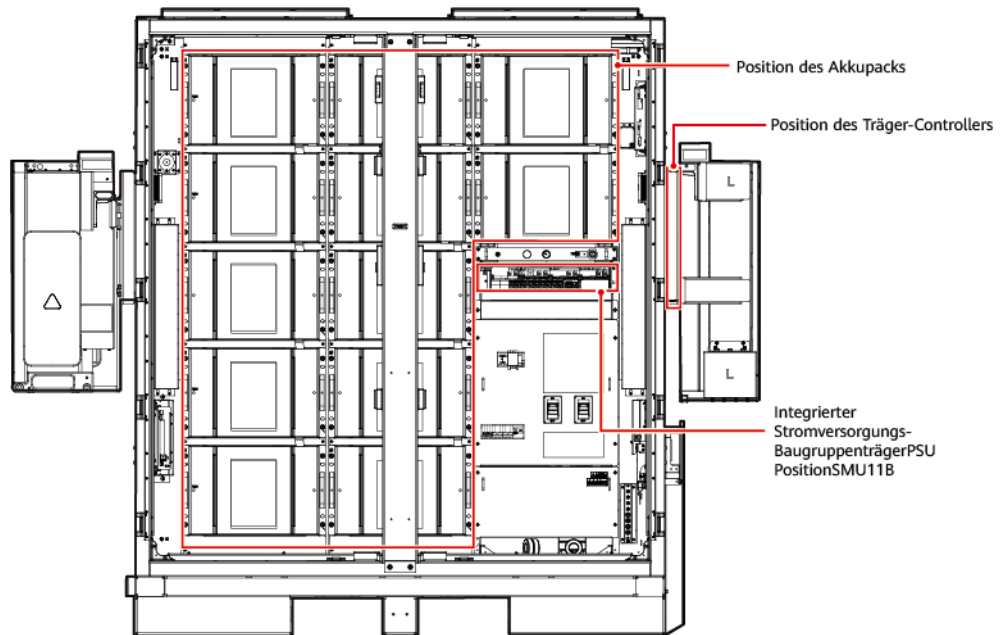 Position des Akkupacks
Position des Träger-Controllers
L
L
Integrierter
Stromversorgungs-
BaugruppenträgerPSU
PositionSMU11B